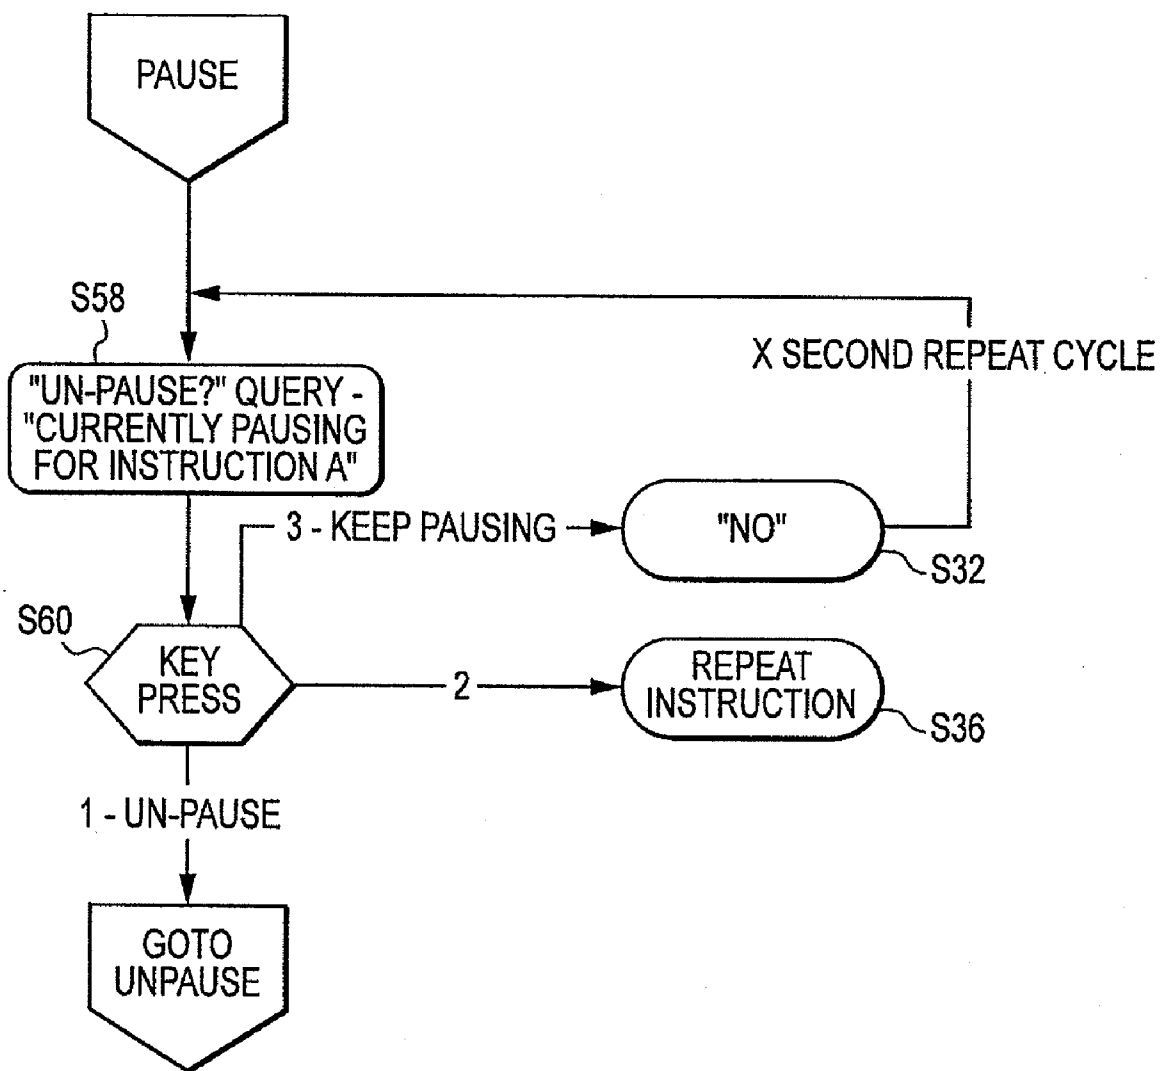 PAUSE
S58
X SECOND REPEAT CYCLE
"UN-PAUSE?" QUERY -
"CURRENTLY PAUSING
FOR INSTRUCTION A"
3 - KEEP PAUSING
"NO"
S32
S60
KEY
PRESS
2
REPEAT
INSTRUCTION
S36
1 - UN-PAUSE
GOTO
UNPAUSE